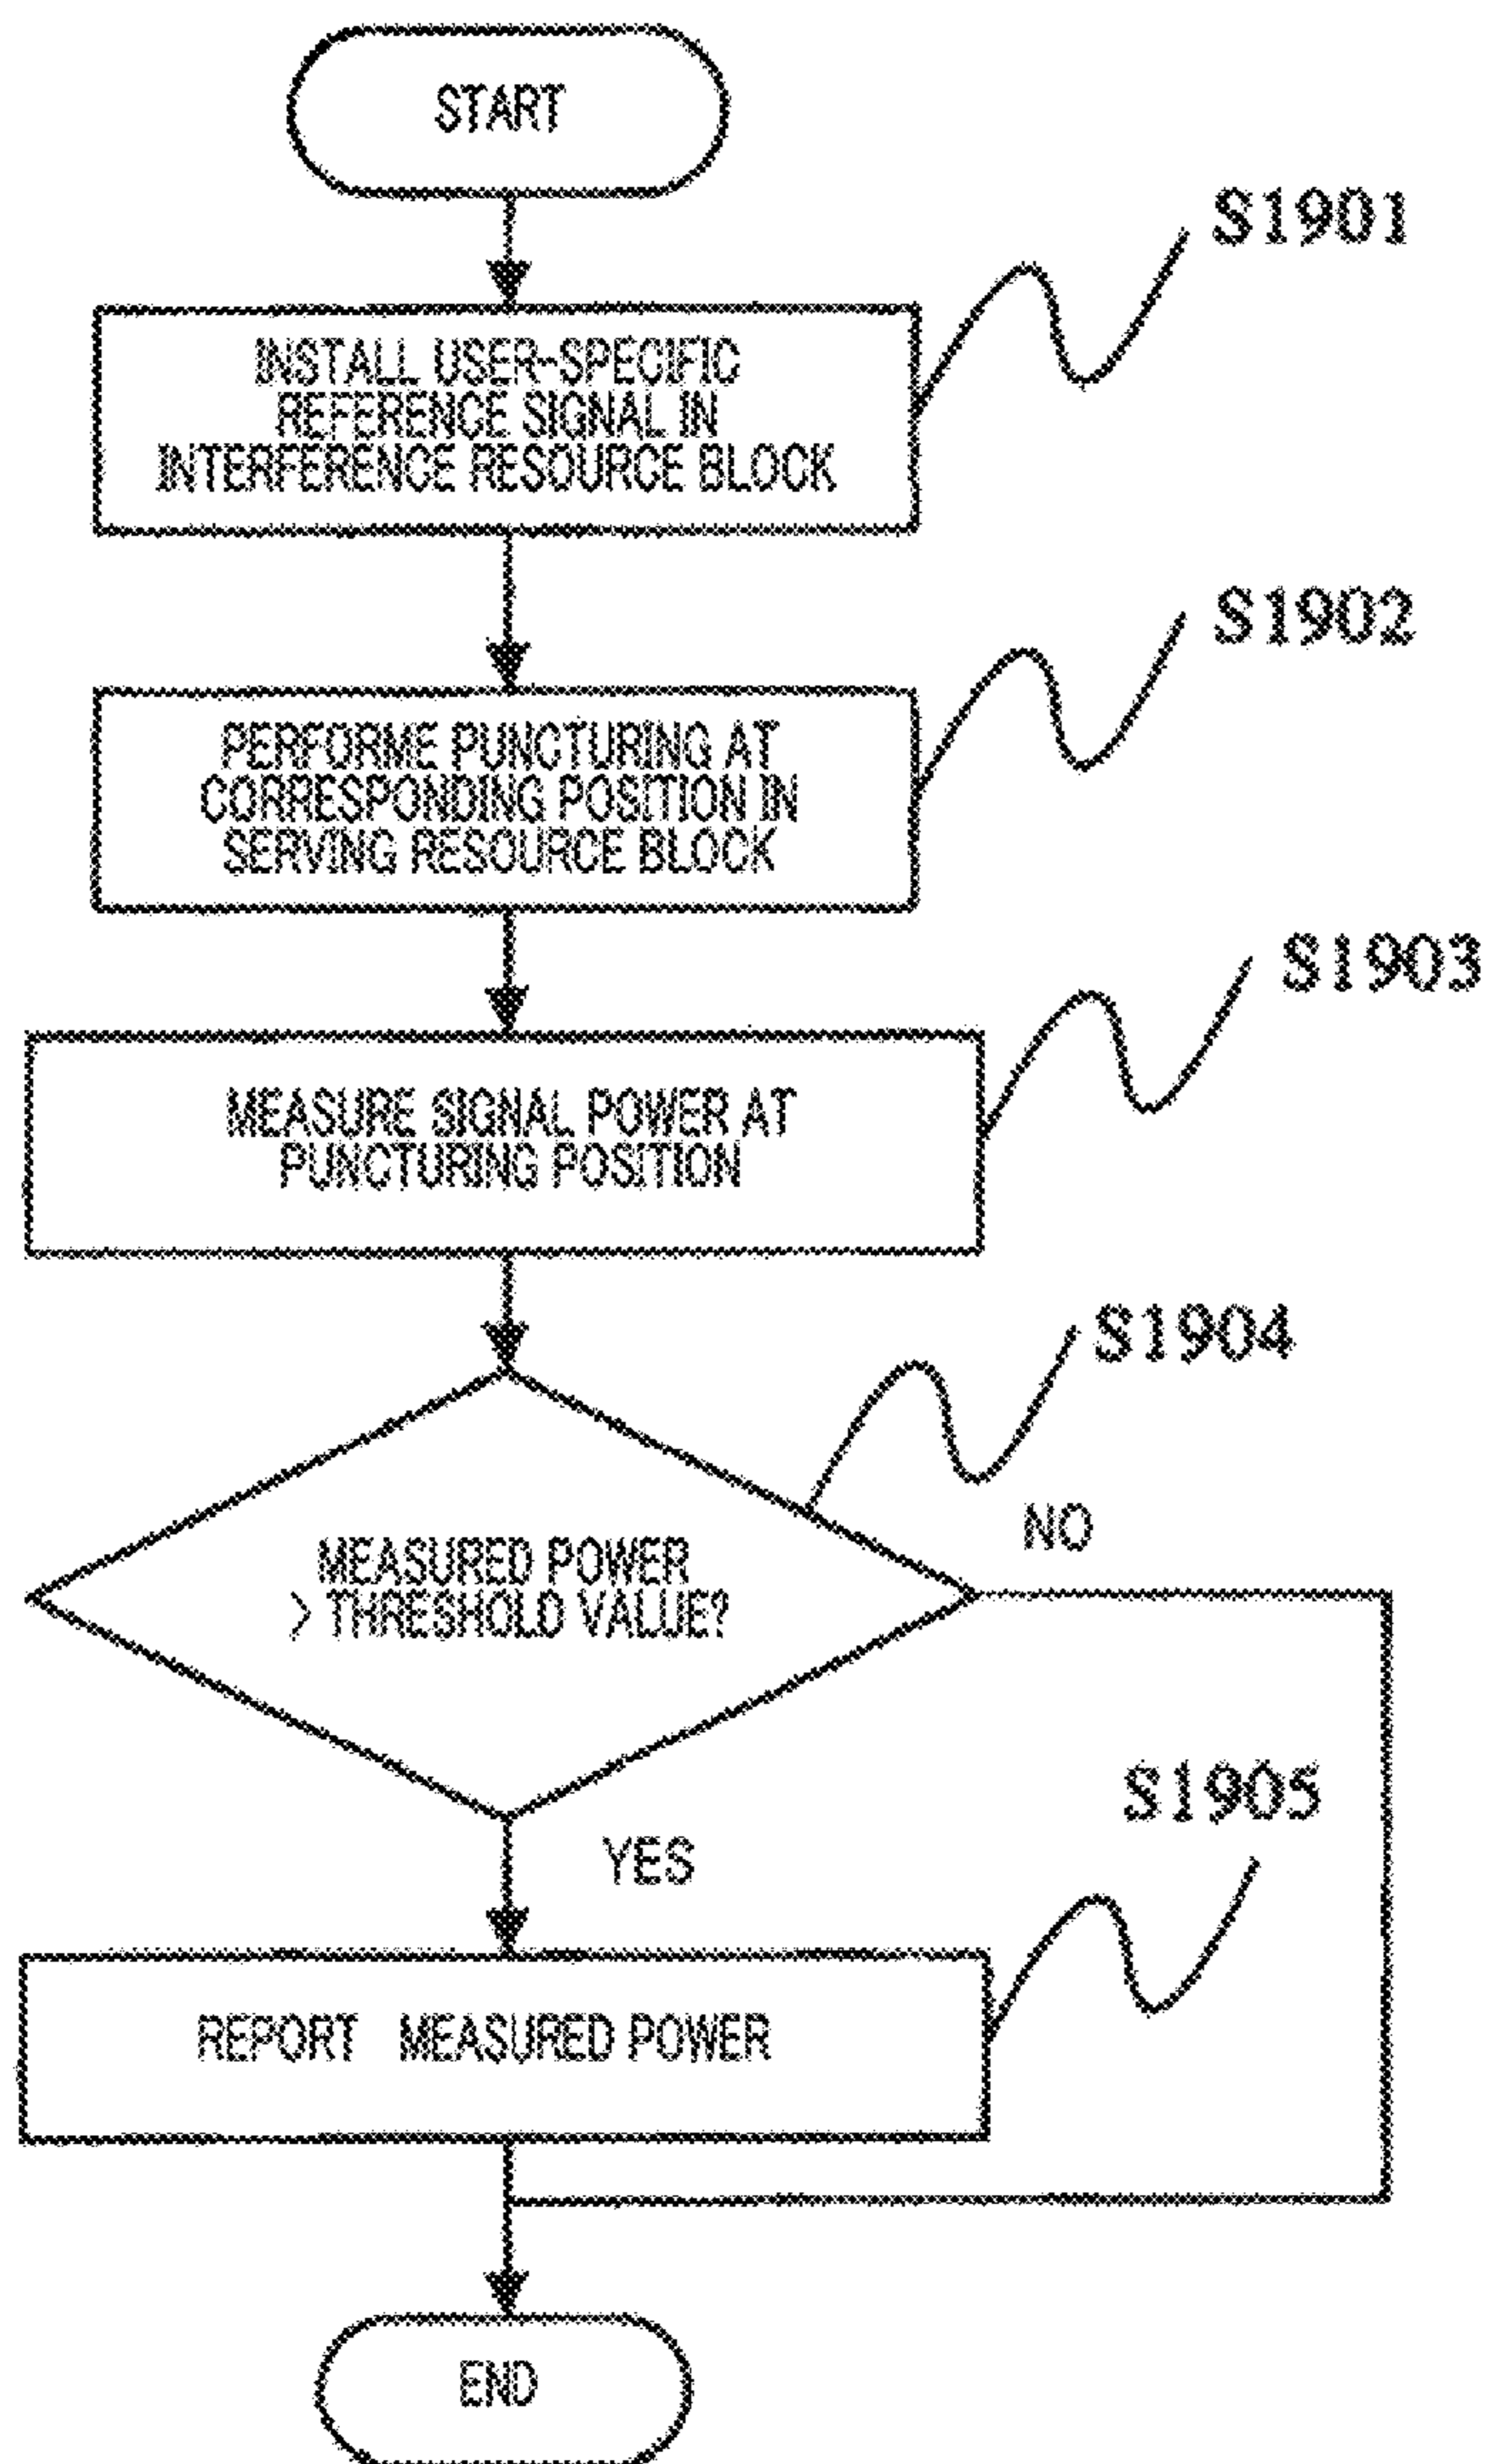 START
S1901
INSTALL USER-SPECIFIC
REFERENCE SIGNAL IN
INTERFERENCE RESOURCE BLOCK
S1902
PERFORME PUNCTURING AT
CORRESPONDING POSITION IN
SERVING RESOURCE BLOCK
S1903
MEASURE SIGNAL POWER AT
PUNCTURING POSITION
S1904
MEASURED POWER
> THRESHOLD VALUE?
NO
YES
S1905
REPORT MEASURED POWER
END